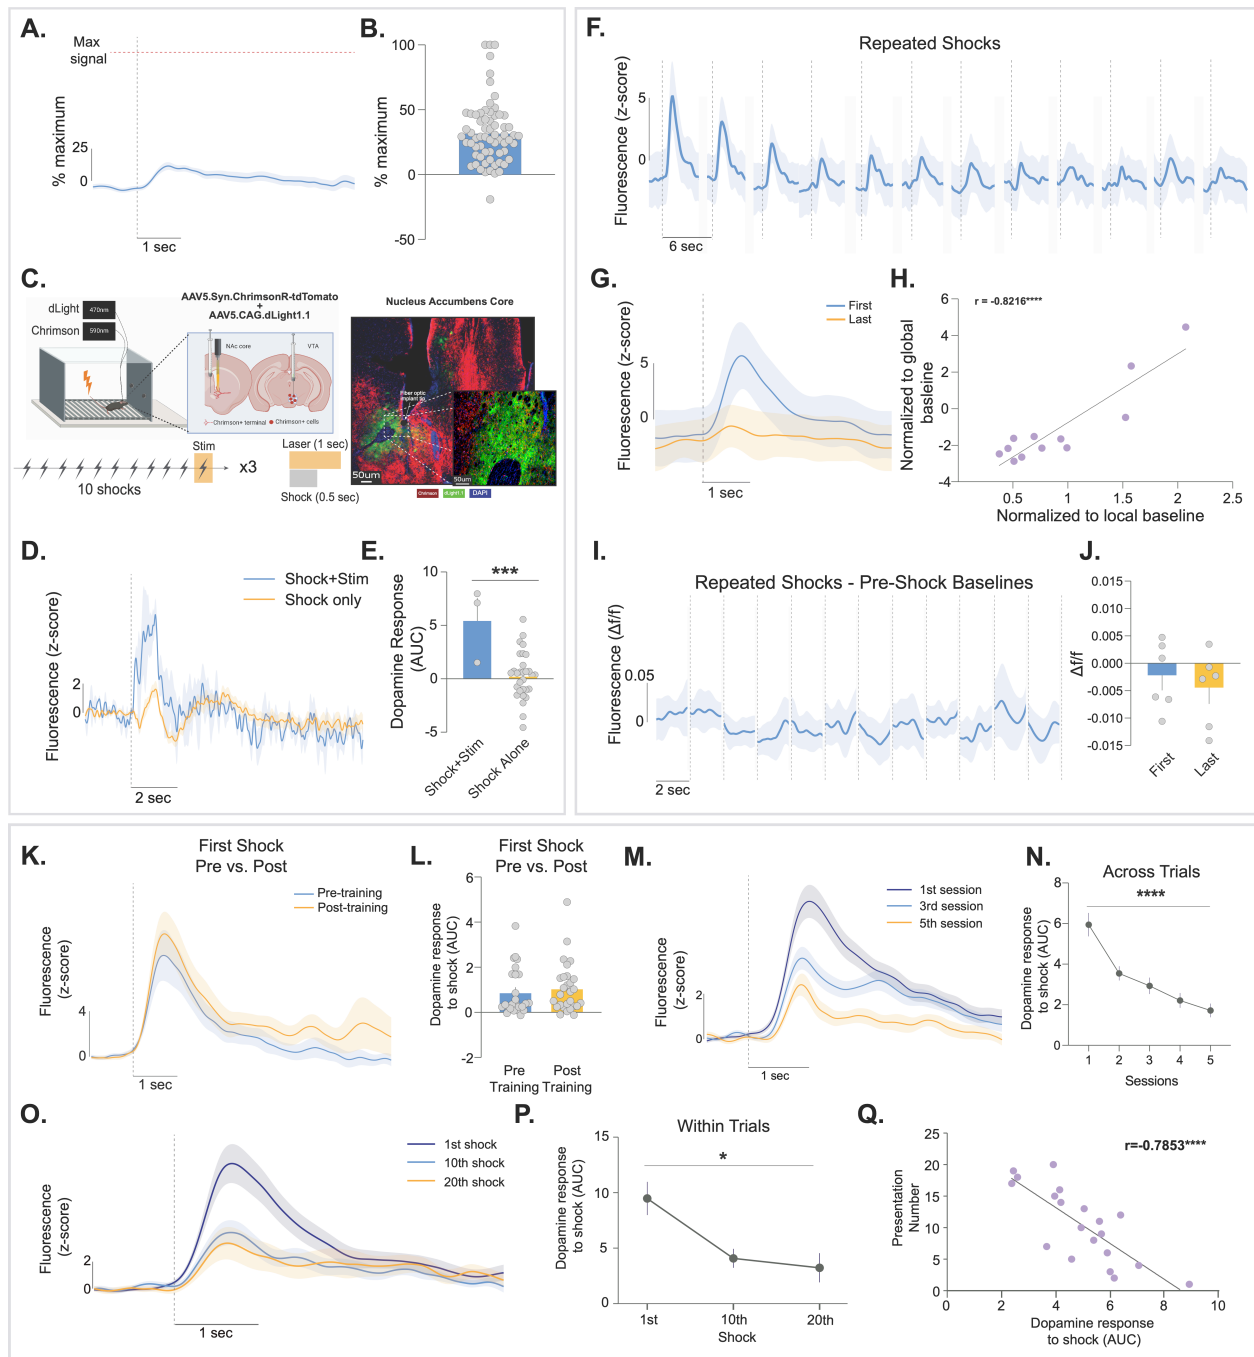 A.
Max
signal
% maximum
25
0
1 sec
B.
% maximum
100
50
0
-50
C.
dLight
470nm
Chrimson
590nm
AAV5.Syn.ChrimsonR-tdTomato
+
AAV5.CAG.dLight1.1
NAc core
VTA
Chrimson+ terminal
Chrimson+ cells
Nucleus Accumbens Core
Fiber optic
implant tip
50um
50um
Chrimson
dLight1.1
DAPI
Stim
x3
10 shocks
Laser (1 sec)
Shock (0.5 sec)
D.
Fluorescence (z-score)
2
0
Shock+Stim
Shock only
2 sec
E.
Dopamine Response
(AUC)
10
5
0
-5
***
Shock+Stim
Shock Alone
F.
Repeated Shocks
Fluorescence (z-score)
5
0
6 sec
G.
Fluorescence (z-score)
5
0
First
Last
1 sec
H.
r = -0.8216****
Normalized to global
baseleine
6
4
2
0
-2
-4
0.5
1
1.5
2
2.5
Normalized to local baseline
I.
Repeated Shocks - Pre-Shock Baselines
Fluorescence (Δf/f)
0.05
0
2 sec
J.
Δf/f
0.015
0.010
0.005
0.000
-0.005
-0.010
-0.015
First
Last
K.
First Shock
Pre vs. Post
Pre-training
Post-training
Fluorescence
(z-score)
4
0
1 sec
L.
First Shock
Pre vs. Post
Dopamine response
to shock (AUC)
6
4
2
0
-2
Pre
Training
Post
Training
M.
1st session
3rd session
5th session
Fluorescence
(z-score)
2
0
1 sec
N.
Across Trials
****
Dopamine response
to shock (AUC)
8
6
4
2
0
1
2
3
4
5
Sessions
O.
1st shock
10th shock
20th shock
Fluorescence
(z-score)
2
0
1 sec
P.
Within Trials
*
Dopamine response
to shock (AUC)
15
10
5
0
1st
10th
20th
Shock
Q.
r=-0.7853****
Presentation
Number
25
20
15
10
5
0
0
2
4
6
8
10
Dopamine response
to shock (AUC)